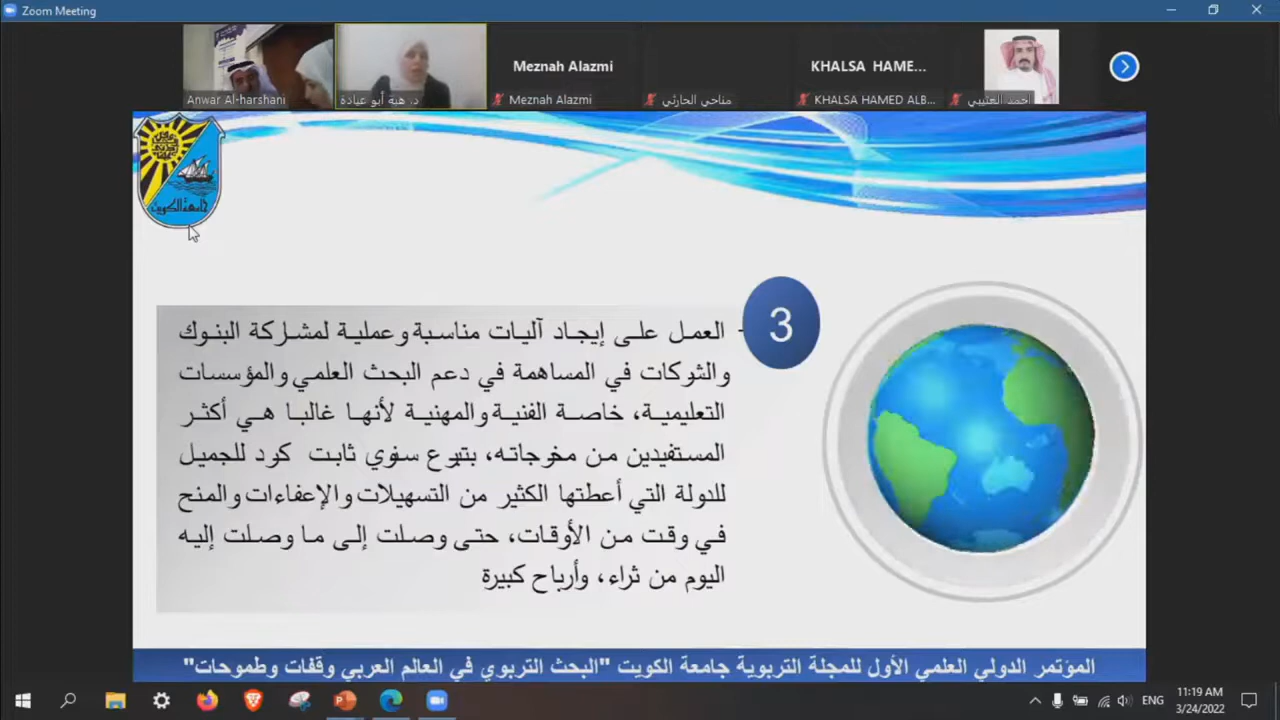 Zoom Meeting
Anwar Al-harshani
د. هبة أبو عيادة
Meznah Alazmi
Meznah Alazmi
مناحي الحارثي
KHALSA HAME...
KHALSA HAMED ALB...
احمد العتيبي
جامعة الكويت
3
- العمل على إيجاد آليات مناسبة وعملية لمشاركة البنوك
والشركات في المساهمة في دعم البحث العلمي والمؤسسات
التعليمية، خاصة الفنية والمهنية لأنها غالبا هي أكثر
المستفيدين من مخرجاته، بتبرع سنوي ثابت كرد للجميل
للدولة التي أعطتها الكثير من التسهيلات والإعفاءات والمنح
في وقت من الأوقات، حتى وصلت إلى ما وصلت إليه
اليوم من ثراء، وأرباح كبيرة
المؤتمر الدولي العلمي الأول للمجلة التربوية جامعة الكويت "البحث التربوي في العالم العربي وقفات وطموحات"
ENG
11:19 AM
3/24/2022